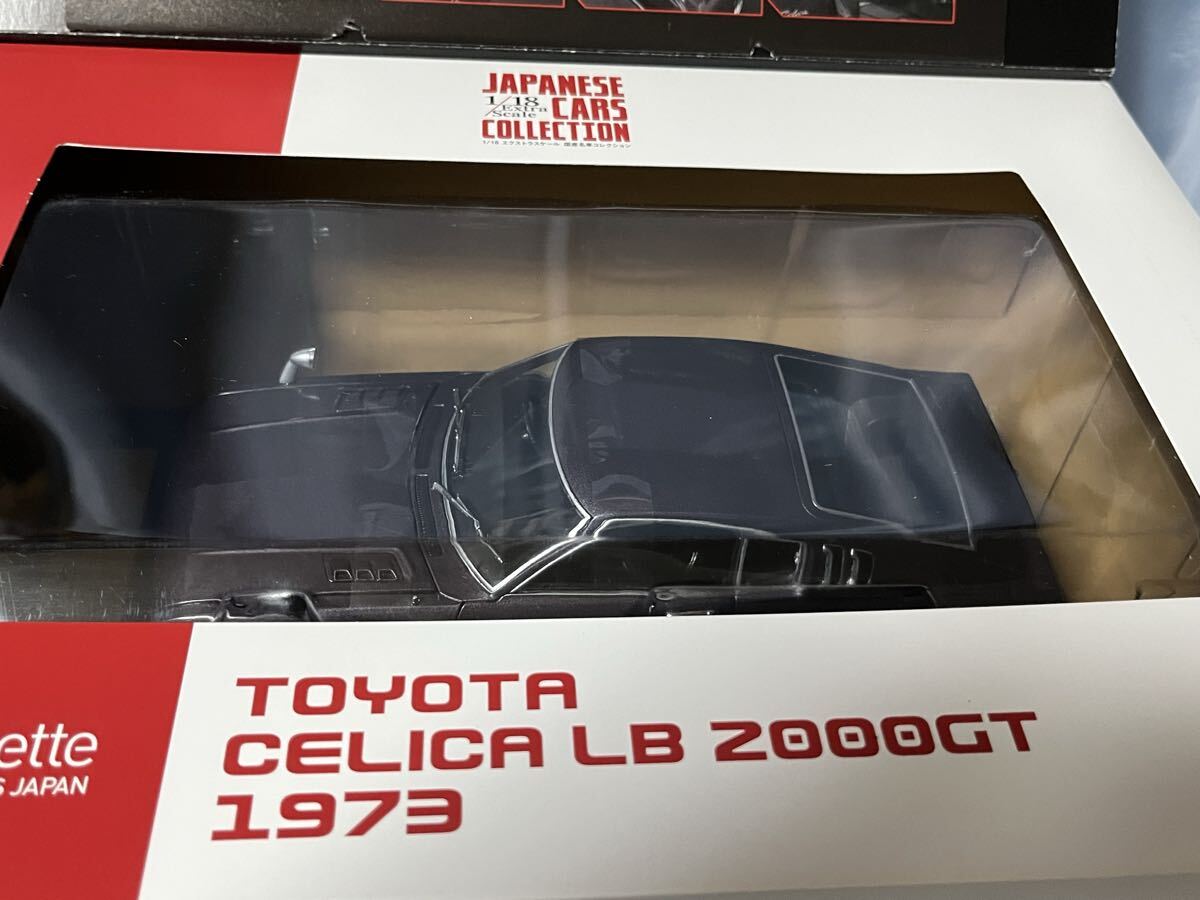 JAPANESE
1/18 Extra Scale CARS
COLLECTION
1/18 エクストラスケール 国産名車コレクション
ette
S JAPAN
TOYOTA
CELICA LB 2000GT
1973